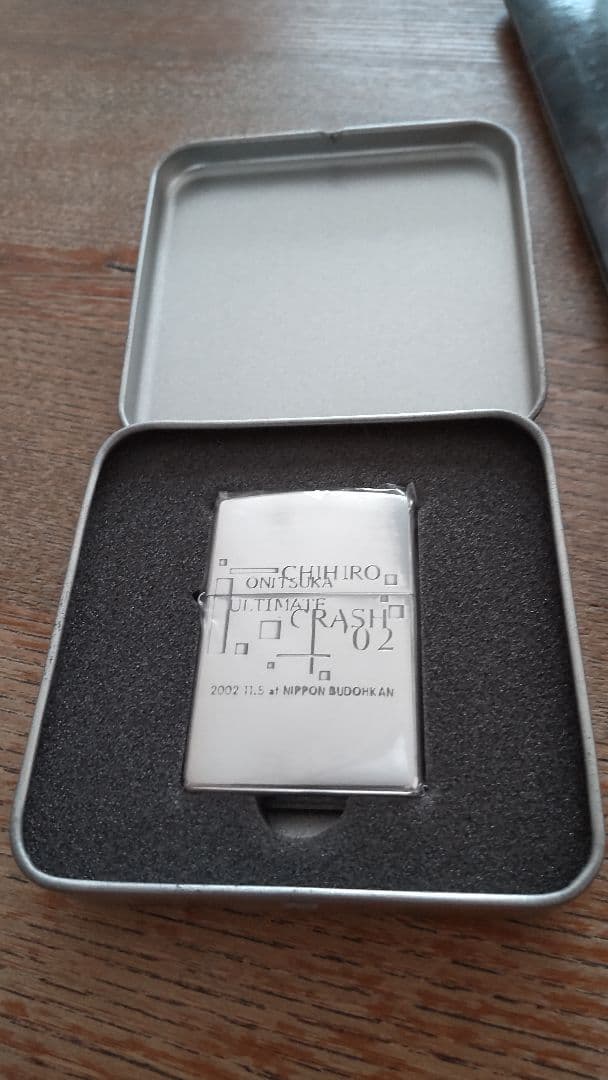 CHIHIRO
ONITSUKA
ULTIMATE
CRASH
'02
2002 11.5 at NIPPON BUDOHKAN